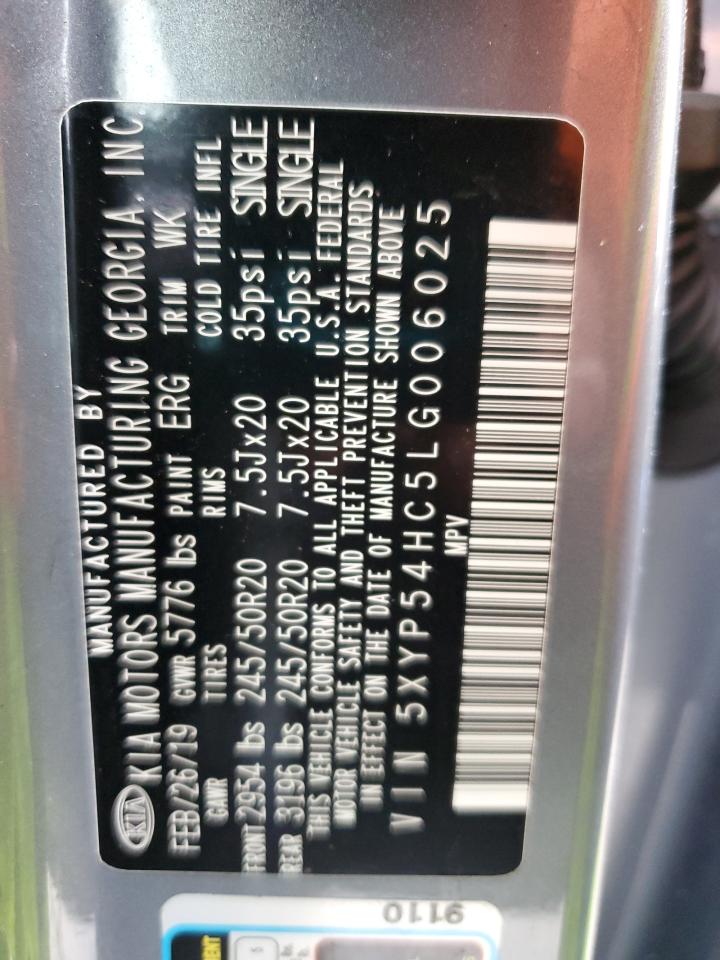 MANUFACTURED BY
KIA KIA MOTORS MANUFACTURING GEORGIA INC
FEB/26/19 GVWR 5776 lbs PAINT ERG TRIM WK
GAWR TIRES RIMS COLD TIRE INFL
FRONT 2954 lbs 245/50R20 7.5Jx20 35psi SINGLE
REAR 3196 lbs 245/50R20 7.5Jx20 35psi SINGLE
THIS VEHICLE CONFORMS TO ALL APPLICABLE U.S.A. FEDERAL
MOTOR VEHICLE SAFETY AND THEFT PREVENTION STANDARDS
IN EFFECT ON THE DATE OF MANUFACTURE SHOWN ABOVE
VIN 5XYP54HC5LG006025
MPV
9110